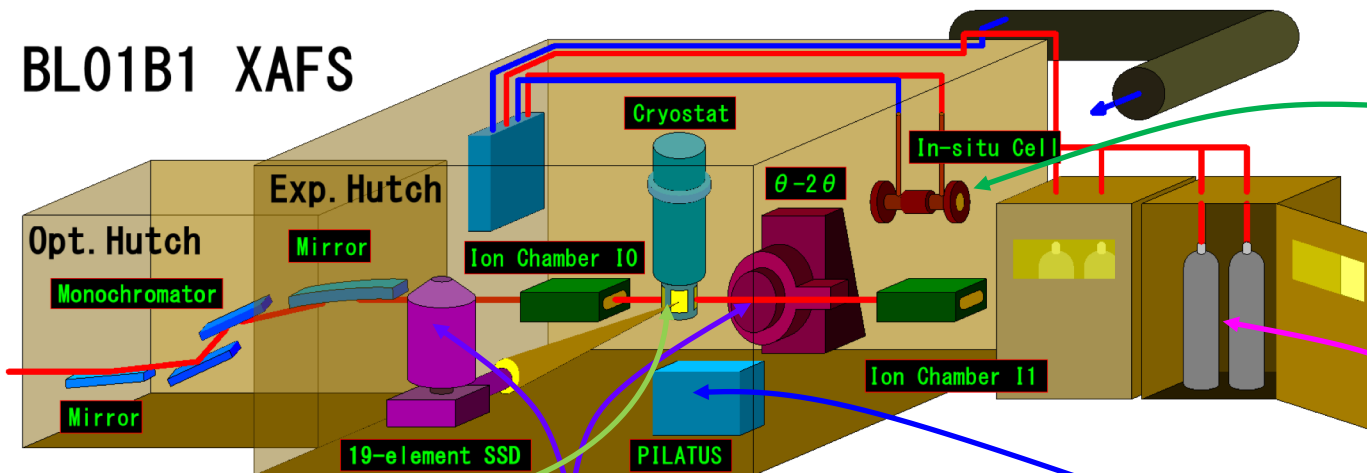 BL01B1 XAFS
Cryostat
In-situ Cell
Exp.Hutch
θ-2θ
Opt.Hutch
Mirror
Ion Chamber I0
Monochromator
Ion Chamber I1
Mirror
19-element SSD
PILATUS